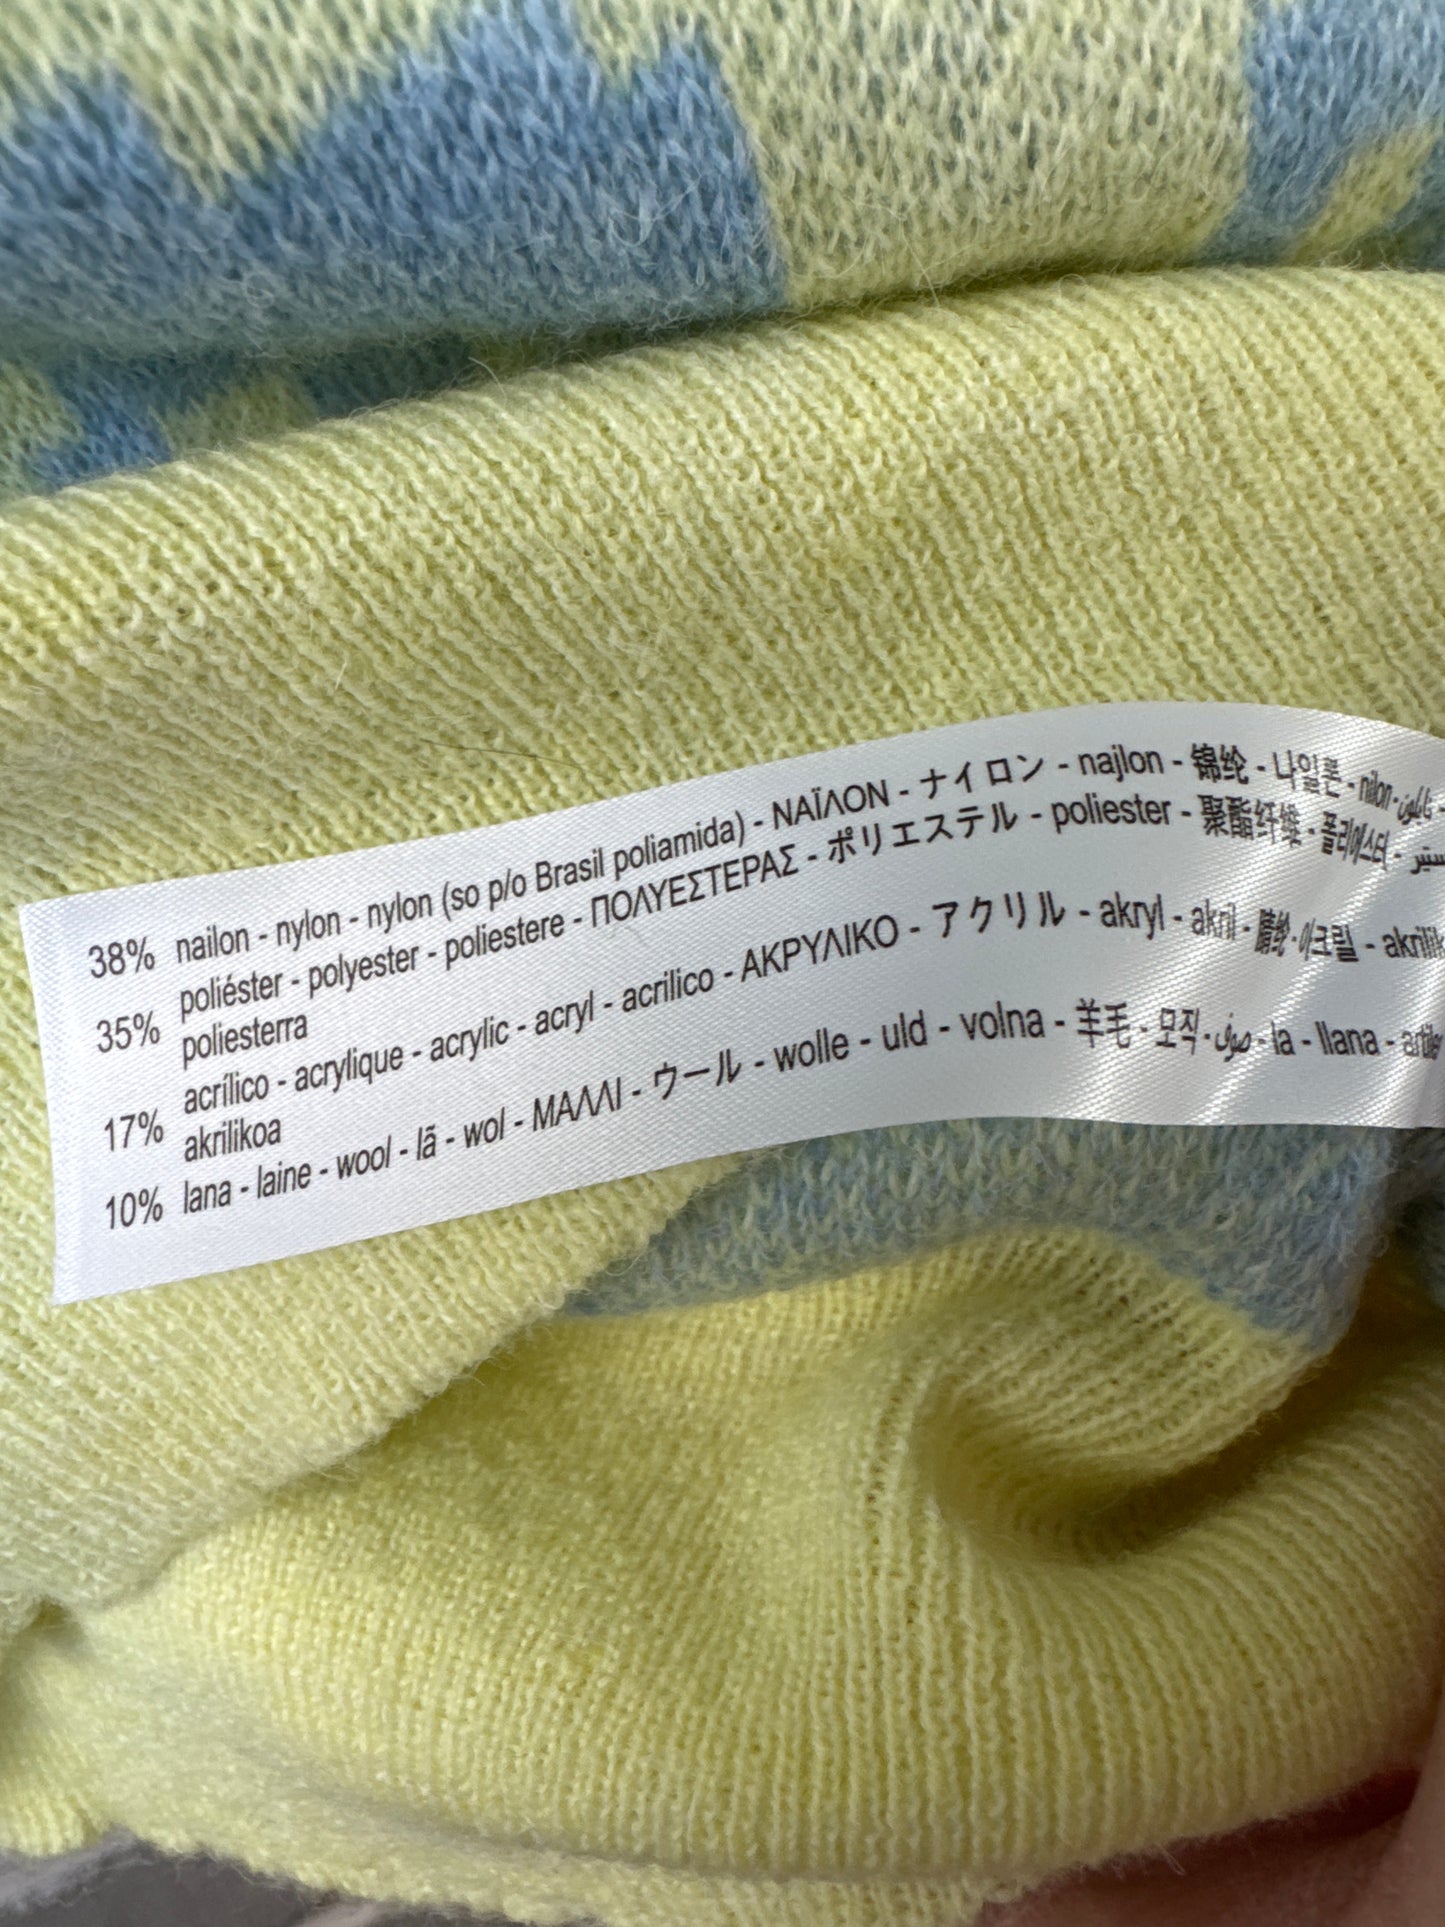 38% nailon - nylon - nylon (so p/o Brasil poliamida) - ΝΑΪΛΟΝ - ナイロン - najlon - 锦纶 - 나일론 - nilon - نايلون -
35% poliéster - polyester - poliestere - ΠΟΛΥΕΣΤΕΡΑΣ - ポリエステル - poliester - 聚酯纤维 - 폴리에스터 -
poliesterra
17% acrílico - acrylique - acrylic - acryl - acrilico - ΑΚΡΥΛΙΚΟ - アクリル - akryl - akril - 腈纶 - 아크릴 - akrilik
akrilikoa
10% lana - laine - wool - lã - wol - ΜΑΛΛΙ - ウール - wolle - uld - volna - 羊毛 - 모직 - صوف - la - llana -